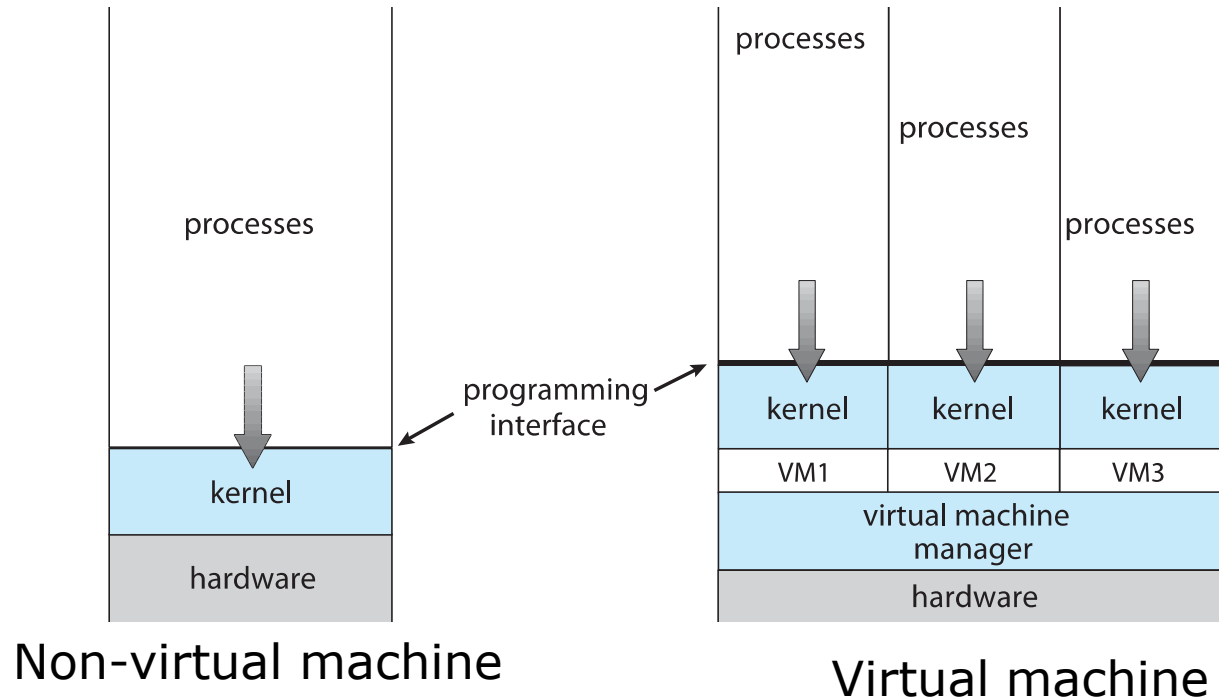 processes
kernel
hardware
Non-virtual machine
programming
interface
processes
processes
processes
kernel
kernel
kernel
VM1
VM2
VM3
virtual machine
manager
hardware
Virtual machine